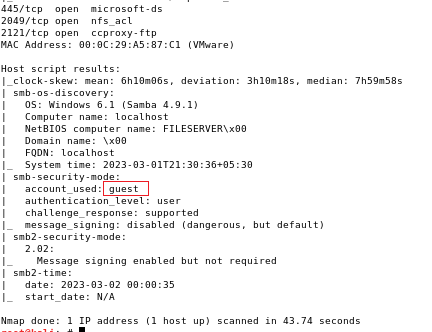 445/tcp  open  microsoft-ds
2049/tcp open  nfs_acl
2121/tcp open  ccproxy-ftp
MAC Address: 00:0C:29:A5:87:C1 (VMware)
Host script results:
|_clock-skew: mean: 6h10m06s, deviation: 3h10m18s, median: 7h59m58s
| smb-os-discovery:
|   OS: Windows 6.1 (Samba 4.9.1)
|   Computer name: localhost
|   NetBIOS computer name: FILESERVER\x00
|   Domain name: \x00
|   FQDN: localhost
|_  System time: 2023-03-01T21:30:36+05:30
| smb-security-mode:
|   account_used: guest
|   authentication_level: user
|   challenge_response: supported
|_  message_signing: disabled (dangerous, but default)
| smb2-security-mode:
|   2.02:
|_    Message signing enabled but not required
| smb2-time:
|   date: 2023-03-02 00:00:35
|_  start_date: N/A
Nmap done: 1 IP address (1 host up) scanned in 43.74 seconds